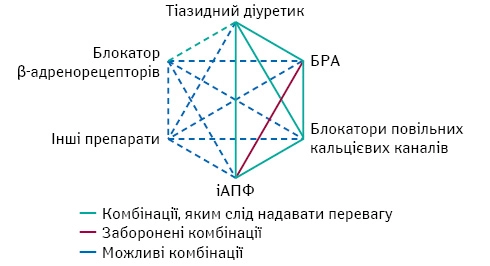 Тіазидний діуретик
Блокатор
β-адренорецепторів
БРА
Інші препарати
Блокатори повільних
кальцієвих каналів
іАПФ
Комбінації, яким слід надавати перевагу
Заборонені комбінації
Можливі комбінації